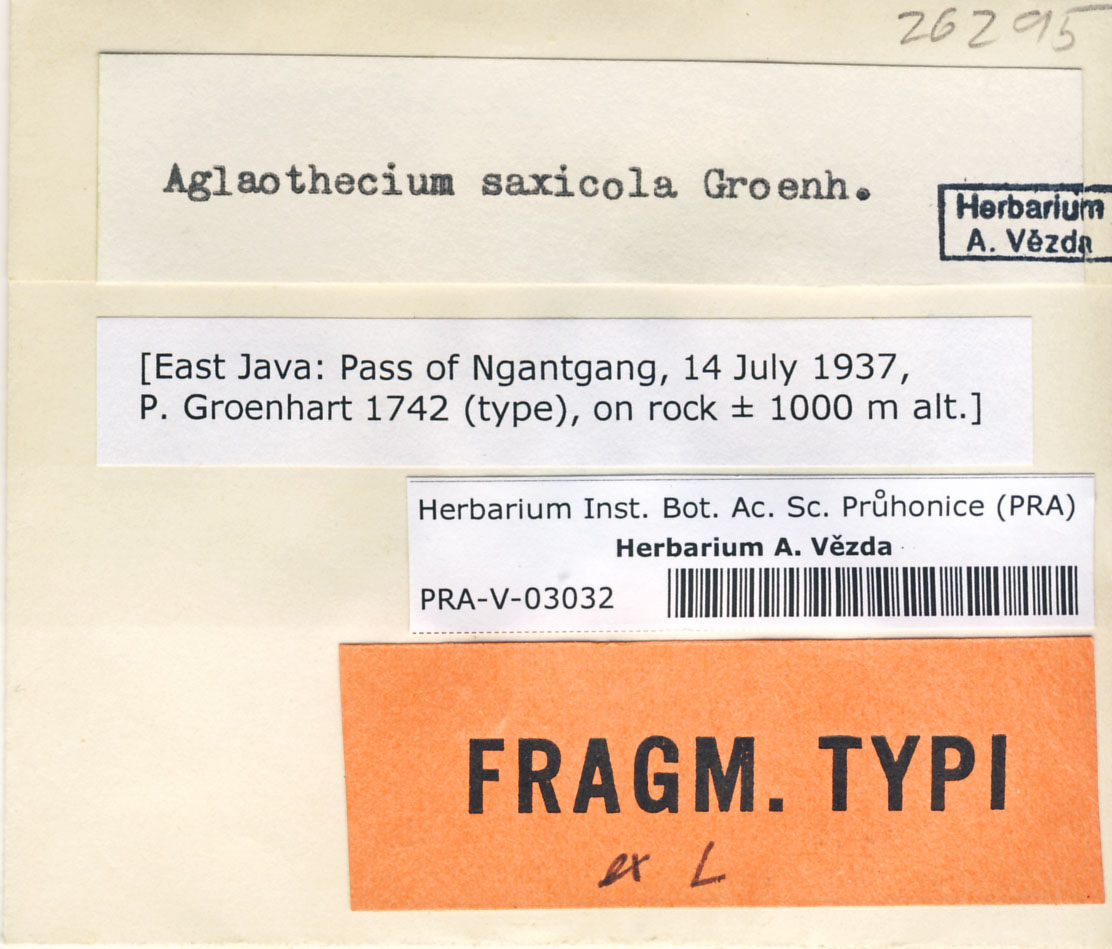 26295
Aglaothecium saxicola Groenh.
Herbarium
A. Vězda
[East Java: Pass of Ngantgang, 14 July 1937,
P. Groenhart 1742 (type), on rock ± 1000 m alt.]
Herbarium Inst. Bot. Ac. Sc. Průhonice (PRA)
Herbarium A. Vězda
PRA-V-03032
FRAGM. TYPI
ex L